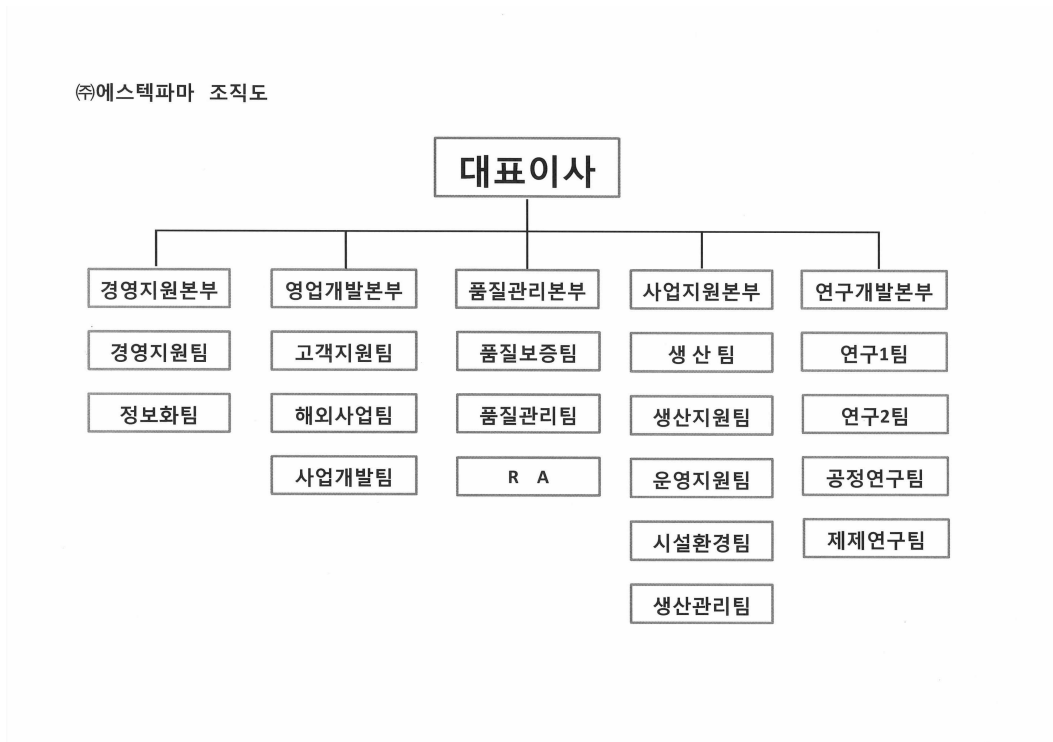 ㈜에스텍파마 조직도
대표이사
경영지원본부 영업개발본부 품질관리본부 사업지원본부 연구개발본부
경영지원팀 고객지원팀 품질보증팀 생 산 팀 연구1팀
정보화팀 해외사업팀 품질관리팀 생산지원팀 연구2팀
사업개발팀 R A 운영지원팀 공정연구팀
시설환경팀 제제연구팀
생산관리팀